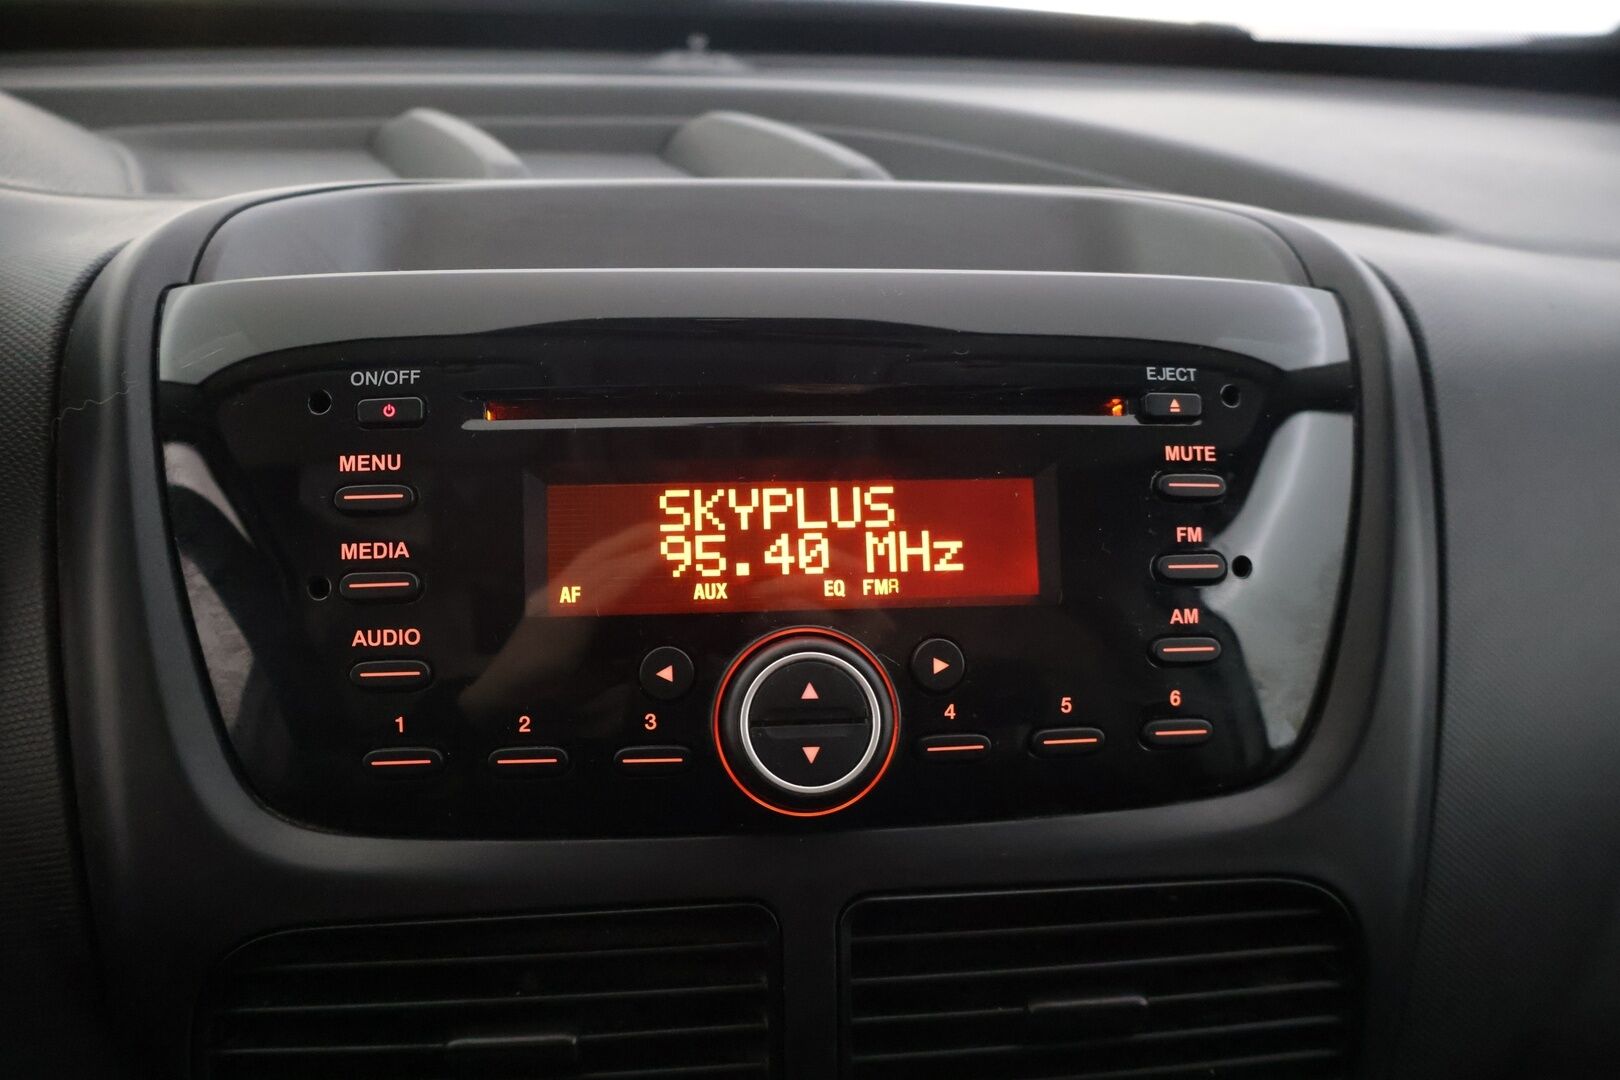 ON/OFF
EJECT
MENU
MUTE
SKYPLUS
95.40 MHz
MEDIA
FM
AF AUX EQ FMR
AUDIO
AM
1 2 3 4 5 6